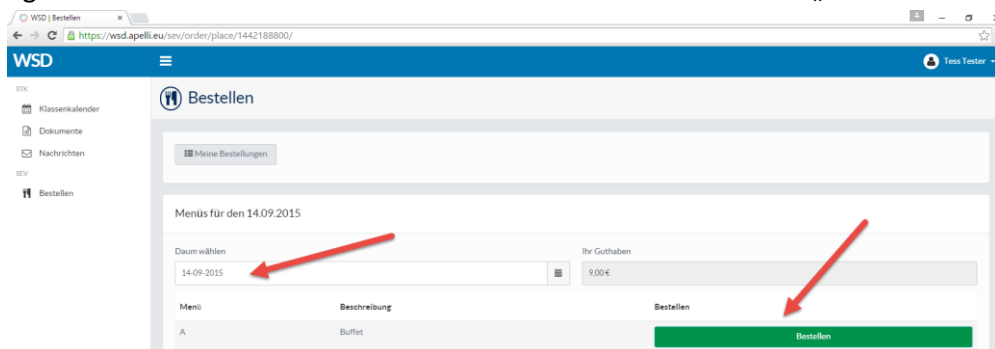 WSD | Bestellen
https://wsd.apelli.eu/sev/order/place/1442188800/
WSD
Tess Tester
STK
Bestellen
Klassenkalender
Dokumente
Nachrichten
Meine Bestellungen
SEV
Bestellen
Menüs für den 14.09.2015
Daum wählen
Ihr Guthaben
14-09-2015
9,00 €
Menü
Beschreibung
Bestellen
A
Buffet
Bestellen